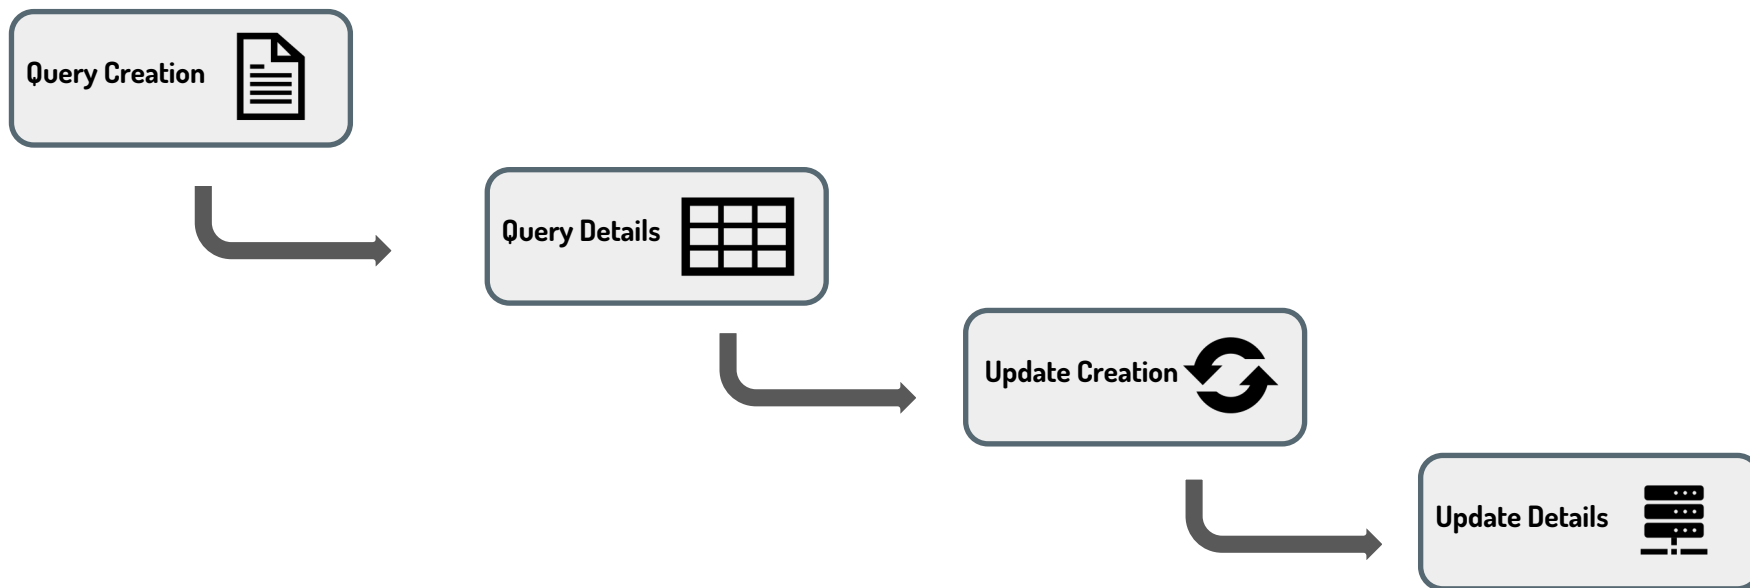 Query Creation
Query Details
Update Creation
Update Details